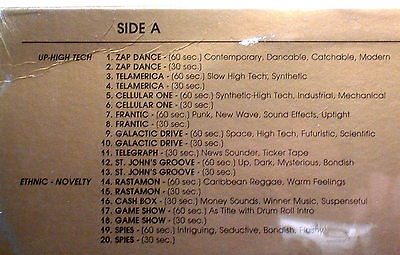 SIDE A
UP-HIGH TECH 1. ZAP DANCE - (60 sec.) Contemporary, Dancable, Catchable, Modern
2. ZAP DANCE - (30 sec.)
3. TELAMERICA - (60 sec.) Slow High Tech, Synthetic
4. TELAMERICA - (30 sec.)
5. CELLULAR ONE - (60 sec.) Synthetic-High Tech, Industrial, Mechanical
6. CELLULAR ONE - (30 sec.)
7. FRANTIC - (60 sec.) Punk, New Wave, Sound Effects, Uptight
8. FRANTIC - (30 sec.)
9. GALACTIC DRIVE - (60 sec.) Space, High Tech, Futuristic, Scientific
10. GALACTIC DRIVE - (30 sec.)
11. TELEGRAPH - (30 sec.) News Sounder, Ticker Tape
12. ST. JOHN'S GROOVE - (60 sec.) Up, Dark, Mysterious, Bondish
13. ST. JOHN'S GROOVE - (30 sec.)
ETHNIC - NOVELTY 14. RASTAMON - (60 sec.) Caribbean Reggae, Warm Feelings
15. RASTAMON - (30 sec.)
16. CASH BOX - (30 sec.) Money Sounds, Winner Music, Suspenseful
17. GAME SHOW - (60 sec.) As Title with Drum Roll Intro
18. GAME SHOW - (30 sec.)
19. SPIES - (60 sec.) Intriguing, Seductive, Bondish, Flashy
20. SPIES - (30 sec.)